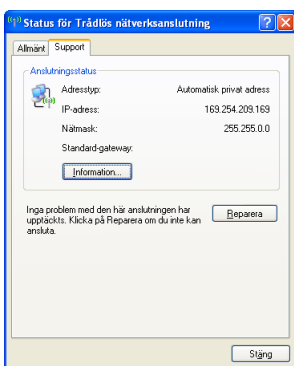 Status för Trådlös nätverksanslutning
Allmänt Support
Anslutningsstatus
Adresstyp: Automatisk privat adress
IP-adress: 169.254.209.169
Nätmask: 255.255.0.0
Standard-gateway:
Information...
Inga problem med den här anslutningen har
upptäckts. Klicka på Reparera om du inte kan
ansluta.
Reparera
Stäng